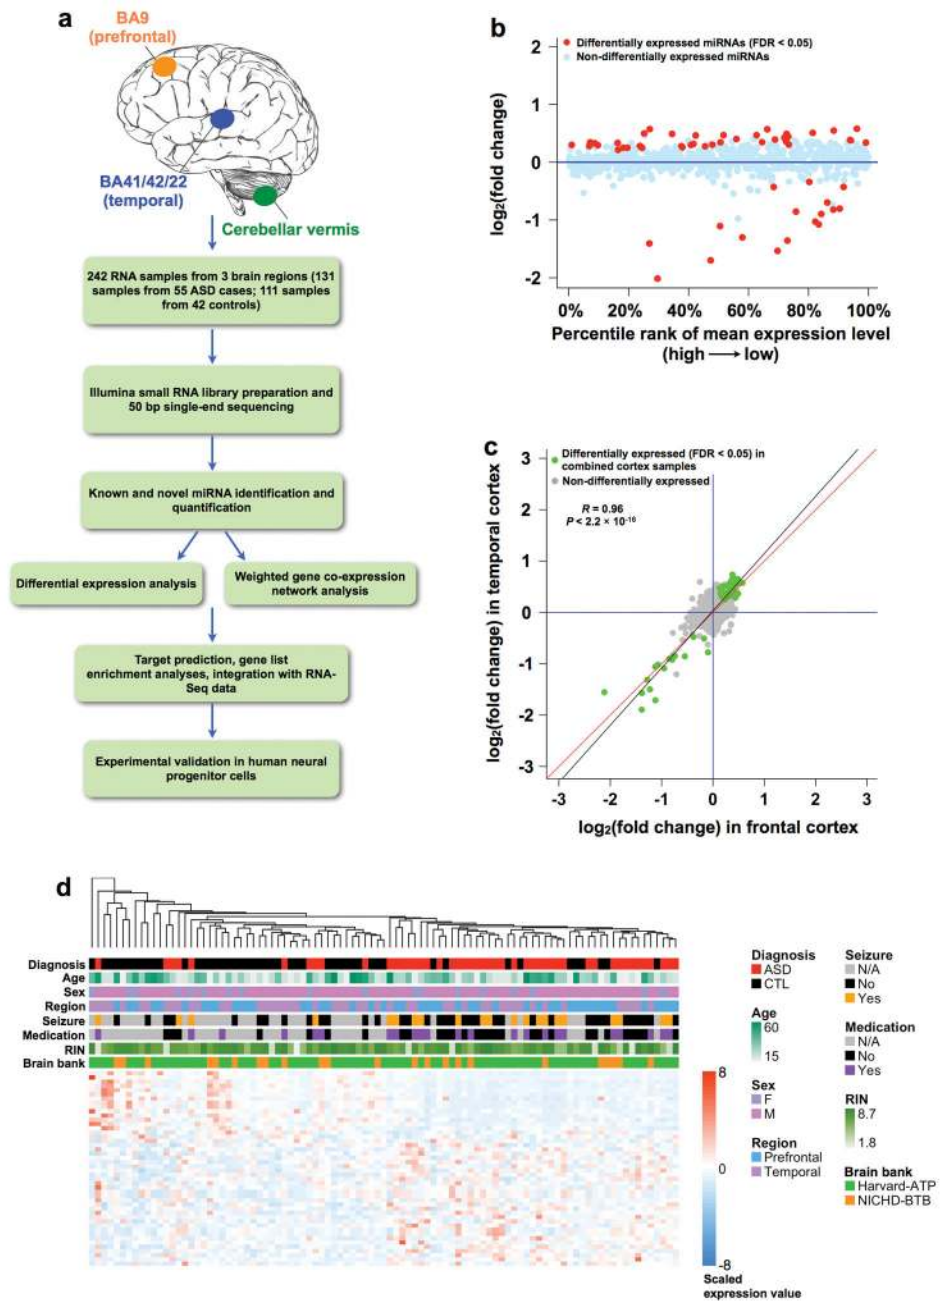 a
BA9
(prefrontal)
BA41/42/22
(temporal)
Cerebellar vermis
242 RNA samples from 3 brain regions (131
samples from 55 ASD cases; 111 samples
from 42 controls)
Illumina small RNA library preparation and
50 bp single-end sequencing
Known and novel miRNA identification and
quantification
Differential expression analysis
Weighted gene co-expression
network analysis
Target prediction, gene list
enrichment analyses, integration with RNA-
Seq data
Experimental validation in human neural
progenitor cells
b
Differentially expressed miRNAs (FDR < 0.05)
Non-differentially expressed miRNAs
log2(fold change)
2
1
0
-1
-2
0% 20% 40% 60% 80% 100%
Percentile rank of mean expression level
(high ⟶ low)
c
Differentially expressed (FDR < 0.05) in
combined cortex samples
Non-differentially expressed
R = 0.96
P < 2.2 × 10⁻¹⁶
log₂(fold change) in temporal cortex
3
2
1
0
-1
-2
-3
-3 -2 -1 0 1 2 3
log₂(fold change) in frontal cortex
d
Diagnosis
Age
Sex
Region
Seizure
Medication
RIN
Brain bank
8
0
-8
Scaled
expression value
Diagnosis
ASD
CTL
Age
60
15
Sex
F
M
Region
Prefrontal
Temporal
Seizure
N/A
No
Yes
Medication
N/A
No
Yes
RIN
8.7
1.8
Brain bank
Harvard-ATP
NICHD-BTB